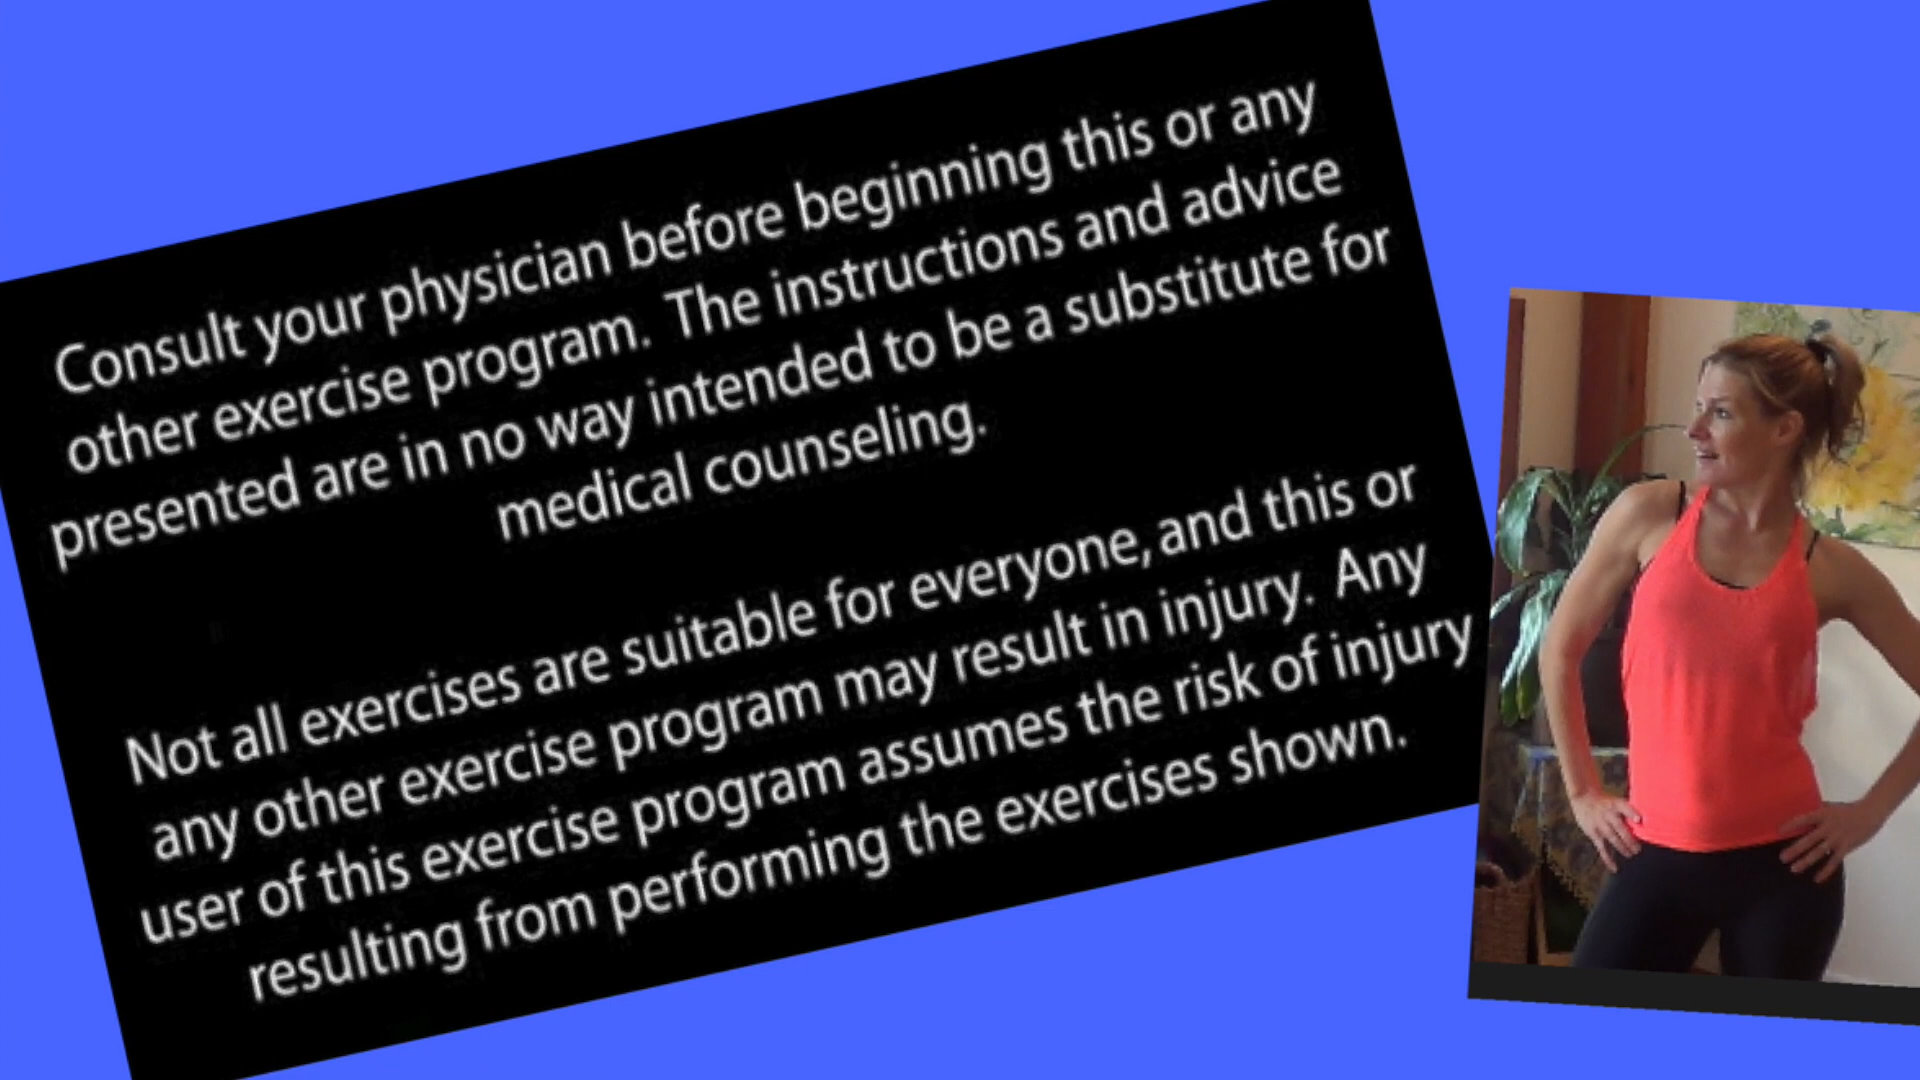 Consult your physician before beginning this or any
other exercise program. The instructions and advice
presented are in no way intended to be a substitute for
medical counseling.
Not all exercises are suitable for everyone, and this or
any other exercise program may result in injury. Any
user of this exercise program assumes the risk of injury
resulting from performing the exercises shown.